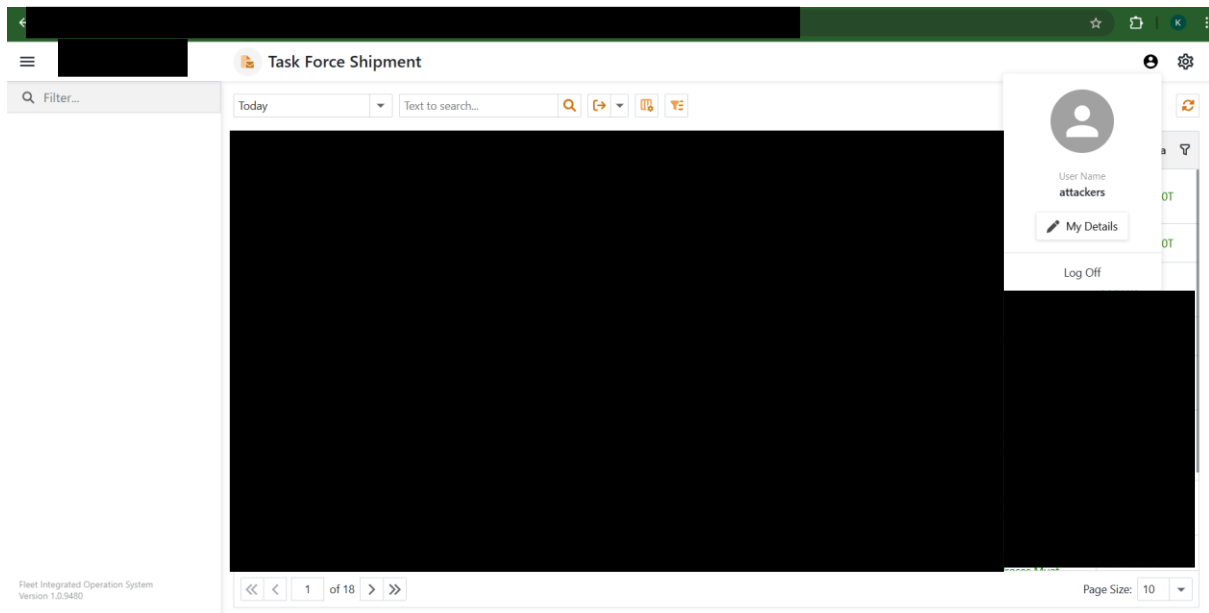 K
Task Force Shipment
Filter...
Today
Text to search...
a
User Name
attackers
OT
My Details
OT
Log Off
Fleet Integrated Operation System
Version 1.0.9480
1 of 18
Page Size: 10